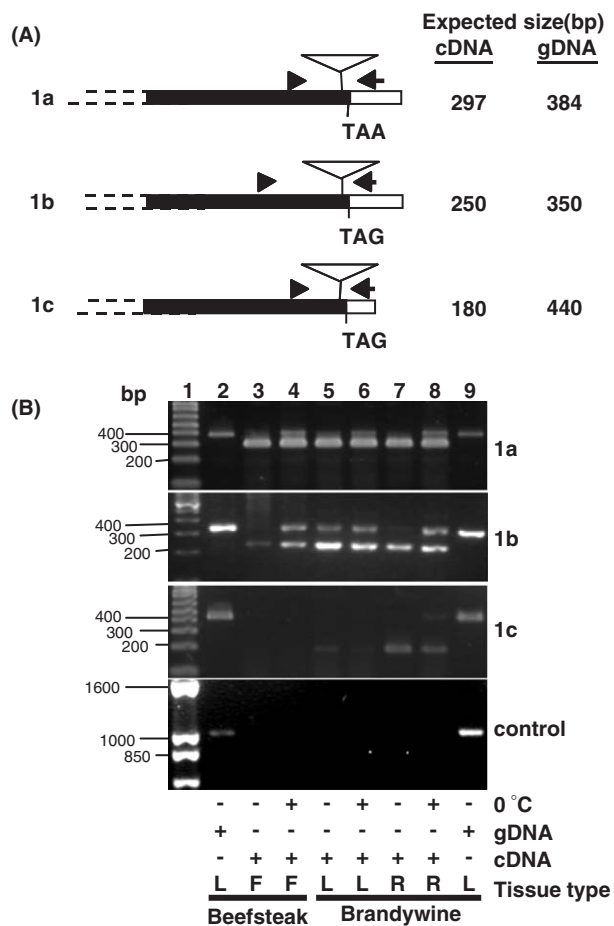 (A)
Expected size(bp)
cDNA gDNA
1a 297 384
TAA
1b 250 350
TAG
1c 180 440
TAG
(B)
bp 1 2 3 4 5 6 7 8 9
400
300
200
1a
400
300
200
1b
400
300
200
1c
1600
1000
850
control
- - + - + - + - 0 °C
+ - - - - - - + gDNA
- + + + + + + - cDNA
L F F L L R R L Tissue type
Beefsteak Brandywine